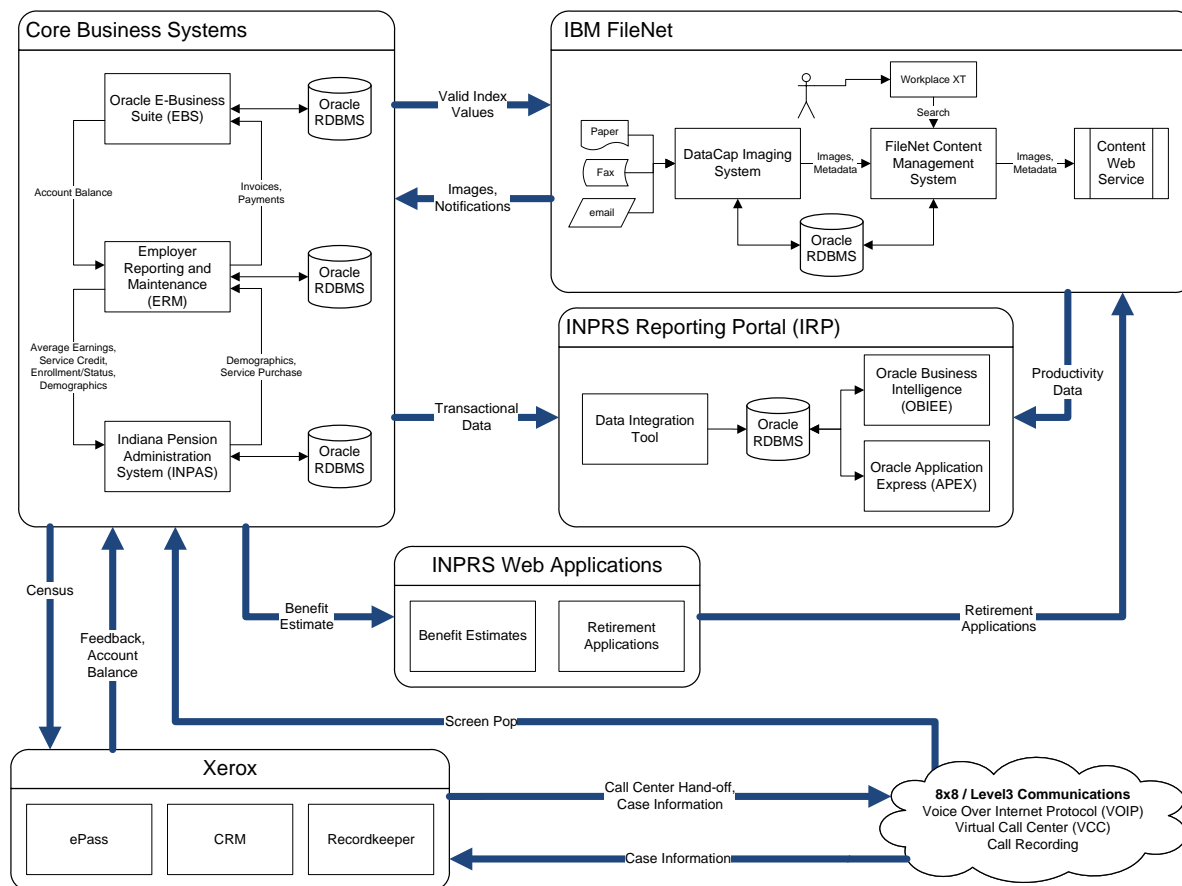 Core Business Systems
Oracle E-Business
Suite (EBS)
Oracle
RDBMS
Account Balance
Invoices,
Payments
Employer
Reporting and
Maintenance
(ERM)
Oracle
RDBMS
Average Earnings,
Service Credit,
Enrollment/Status,
Demographics
Demographics,
Service Purchase
Indiana Pension
Administration
System (INPAS)
Oracle
RDBMS
Valid Index
Values
Images,
Notifications
IBM FileNet
Workplace XT
Search
Paper
Fax
email
DataCap Imaging
System
Images,
Metadata
FileNet Content
Management
System
Images,
Metadata
Content
Web
Service
Oracle
RDBMS
INPRS Reporting Portal (IRP)
Data Integration
Tool
Oracle
RDBMS
Oracle Business
Intelligence
(OBIEE)
Oracle Application
Express (APEX)
Transactional
Data
Productivity
Data
INPRS Web Applications
Benefit Estimates
Retirement
Applications
Census
Feedback,
Account
Balance
Benefit
Estimate
Retirement
Applications
Screen Pop
Xerox
ePass
CRM
Recordkeeper
Call Center Hand-off,
Case Information
Case Information
8x8 / Level3 Communications
Voice Over Internet Protocol (VOIP)
Virtual Call Center (VCC)
Call Recording